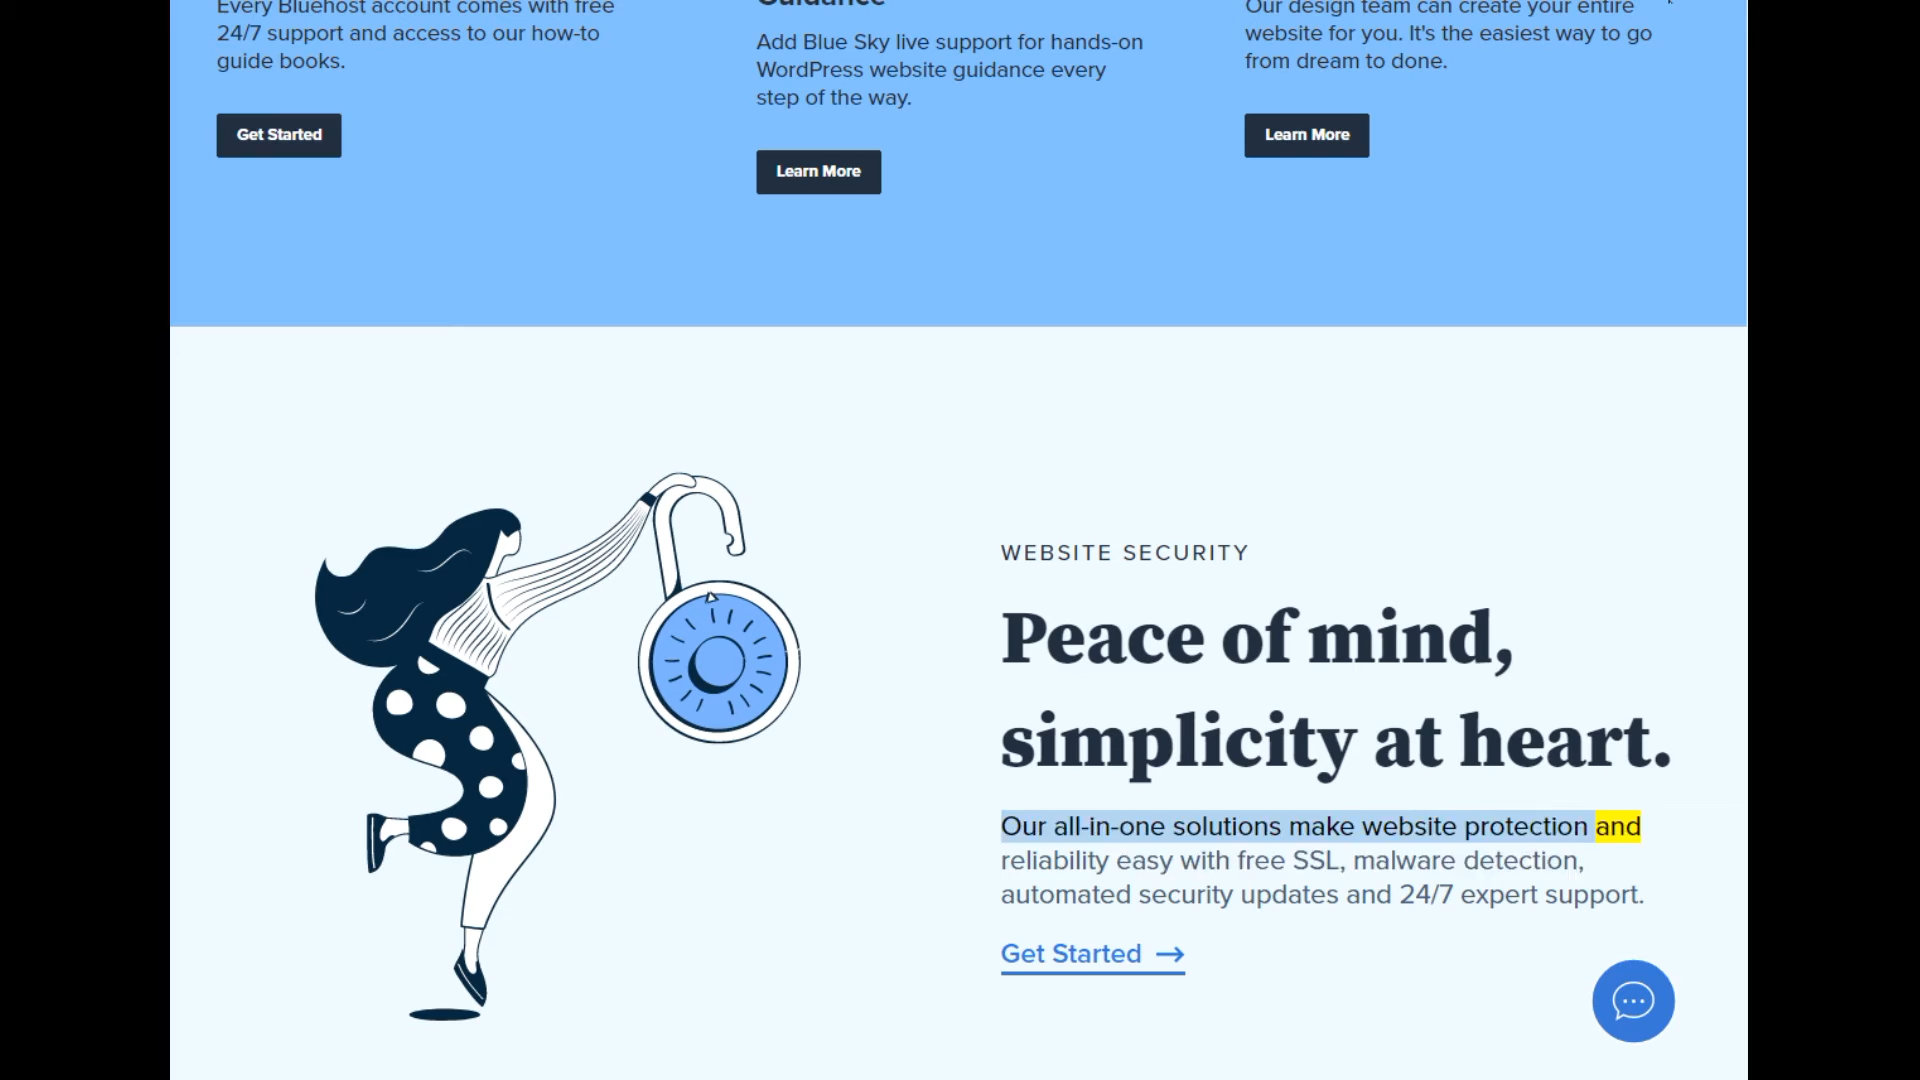 Every Bluehost account comes with free
24/7 support and access to our how-to
guide books.
Get Started
Guidance
Add Blue Sky live support for hands-on
WordPress website guidance every
step of the way.
Learn More
Our design team can create your entire
website for you. It's the easiest way to go
from dream to done.
Learn More
WEBSITE SECURITY
Peace of mind,
simplicity at heart.
Our all-in-one solutions make website protection and
reliability easy with free SSL, malware detection,
automated security updates and 24/7 expert support.
Get Started